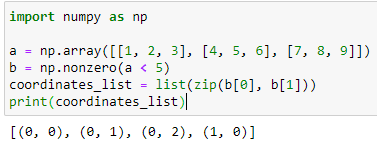 import numpy as np
a = np.array([[1, 2, 3], [4, 5, 6], [7, 8, 9]])
b = np.nonzero(a < 5)
coordinates_list = list(zip(b[0], b[1]))
print(coordinates_list)
[(0, 0), (0, 1), (0, 2), (1, 0)]